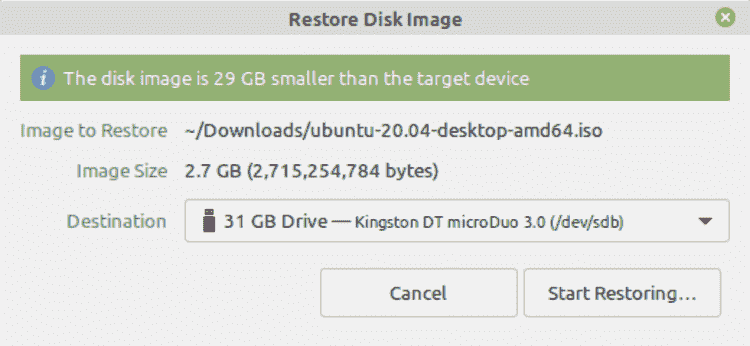 Restore Disk Image
The disk image is 29 GB smaller than the target device
Image to Restore ~/Downloads/ubuntu-20.04-desktop-amd64.iso
Image Size 2.7 GB (2,715,254,784 bytes)
Destination 31 GB Drive — Kingston DT microDuo 3.0 (/dev/sdb)
Cancel Start Restoring...